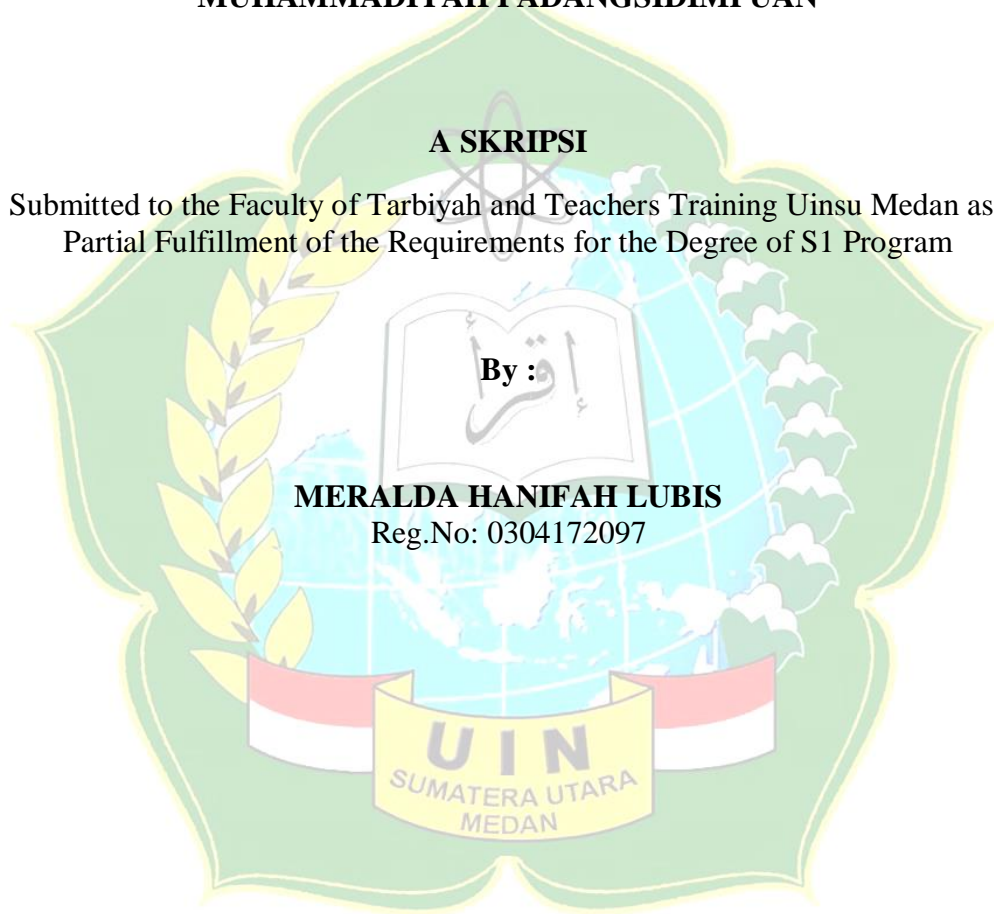 MUHAMMADIYAH PADANGSIDIMPUAN
A SKRIPSI
Submitted to the Faculty of Tarbiyah and Teachers Training Uinsu Medan as
Partial Fulfillment of the Requirements for the Degree of S1 Program
إقرأ
By :
MERALDA HANIFAH LUBIS
Reg.No: 0304172097
UIN
SUMATERA UTARA
MEDAN